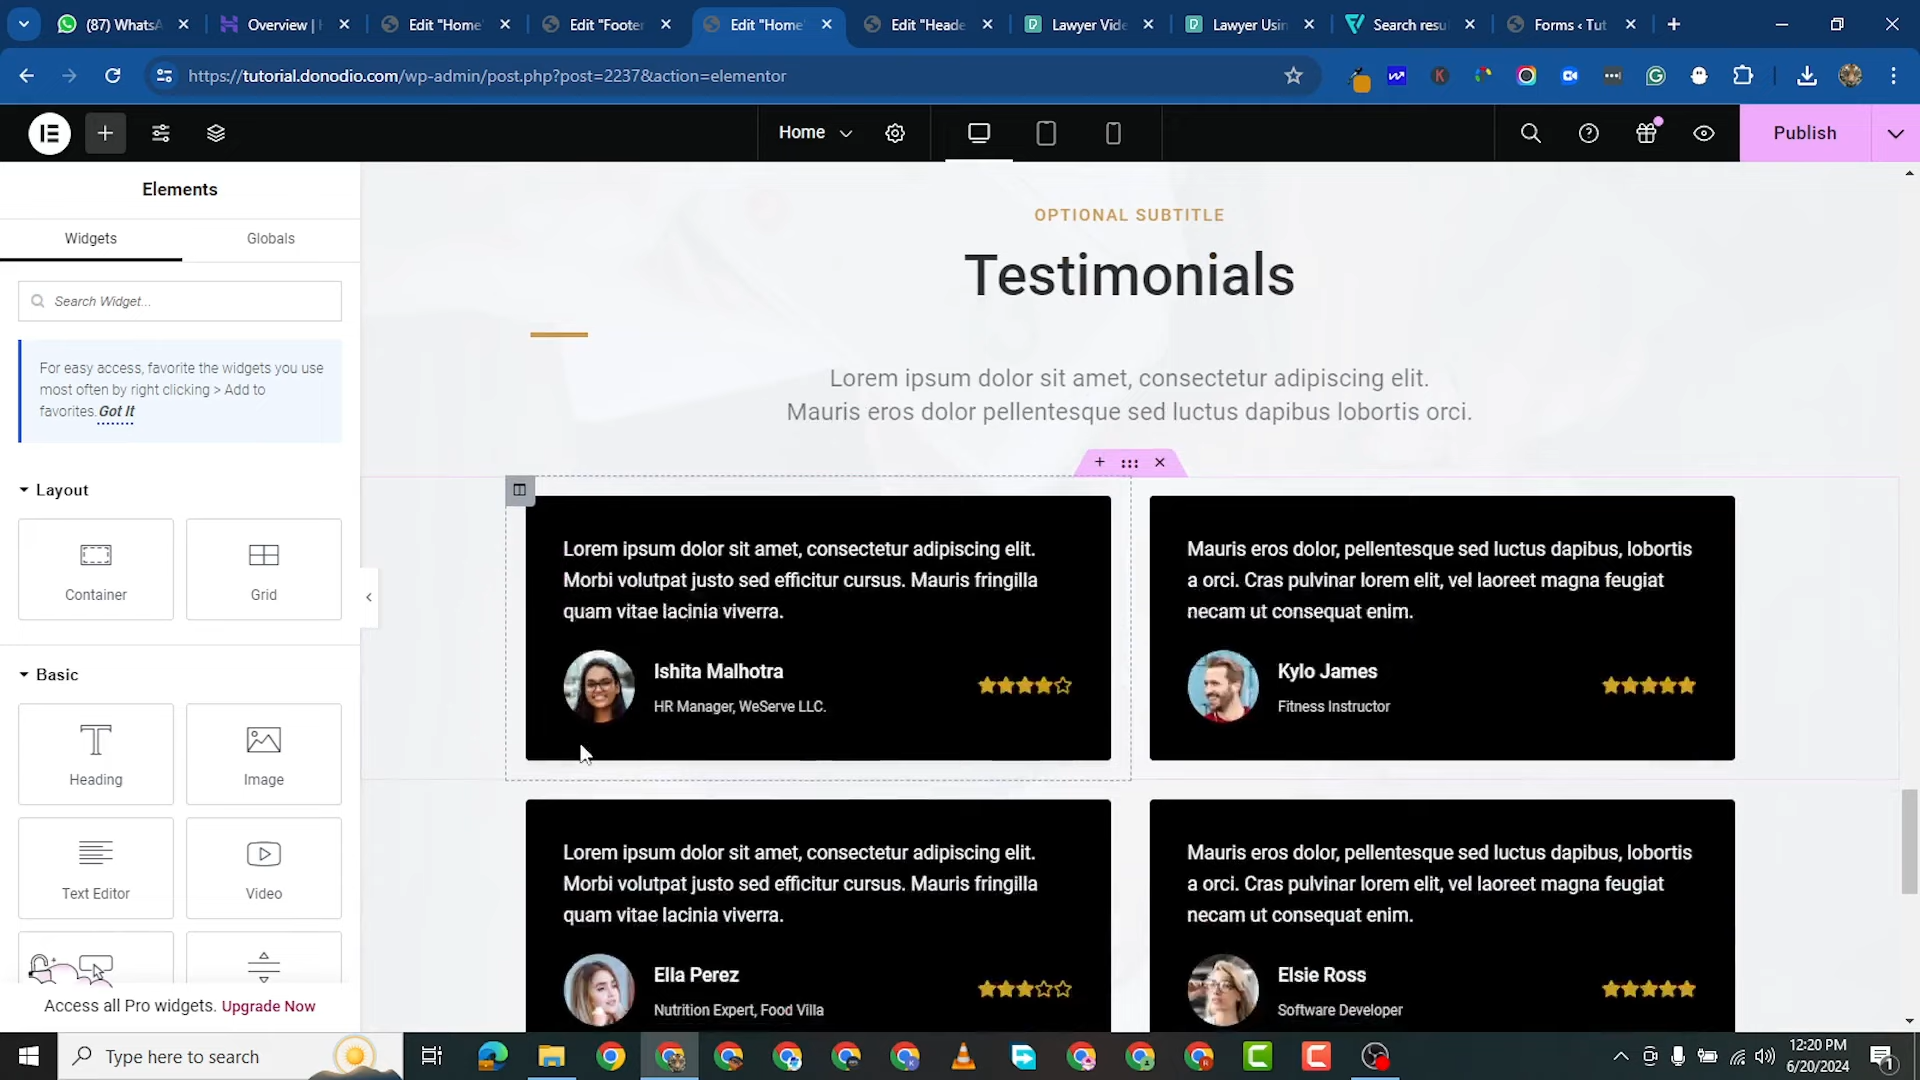 (87) Whats
Overview |
Edit "Home
Edit "Footer
Edit "Home
Edit "Heade
Lawyer Vide
Lawyer Usin
Search resu
Forms ‹ Tut
https://tutorial.donodio.com/wp-admin/post.php?post=2237&action=elementor
Home
Publish
Elements
Widgets
Globals
Search Widget...
For easy access, favorite the widgets you use
most often by right clicking > Add to
favorites. Got It
Layout
Container
Grid
Basic
Heading
Image
Text Editor
Video
Access all Pro widgets. Upgrade Now
OPTIONAL SUBTITLE
Testimonials
Lorem ipsum dolor sit amet, consectetur adipiscing elit.
Mauris eros dolor pellentesque sed luctus dapibus lobortis orci.
Lorem ipsum dolor sit amet, consectetur adipiscing elit.
Morbi volutpat justo sed efficitur cursus. Mauris fringilla
quam vitae lacinia viverra.
Ishita Malhotra
HR Manager, WeServe LLC.
Mauris eros dolor, pellentesque sed luctus dapibus, lobortis
a orci. Cras pulvinar lorem elit, vel laoreet magna feugiat
necam ut consequat enim.
Kylo James
Fitness Instructor
Lorem ipsum dolor sit amet, consectetur adipiscing elit.
Morbi volutpat justo sed efficitur cursus. Mauris fringilla
quam vitae lacinia viverra.
Ella Perez
Nutrition Expert, Food Villa
Mauris eros dolor, pellentesque sed luctus dapibus, lobortis
a orci. Cras pulvinar lorem elit, vel laoreet magna feugiat
necam ut consequat enim.
Elsie Ross
Software Developer
Type here to search
12:20 PM
6/20/2024
1